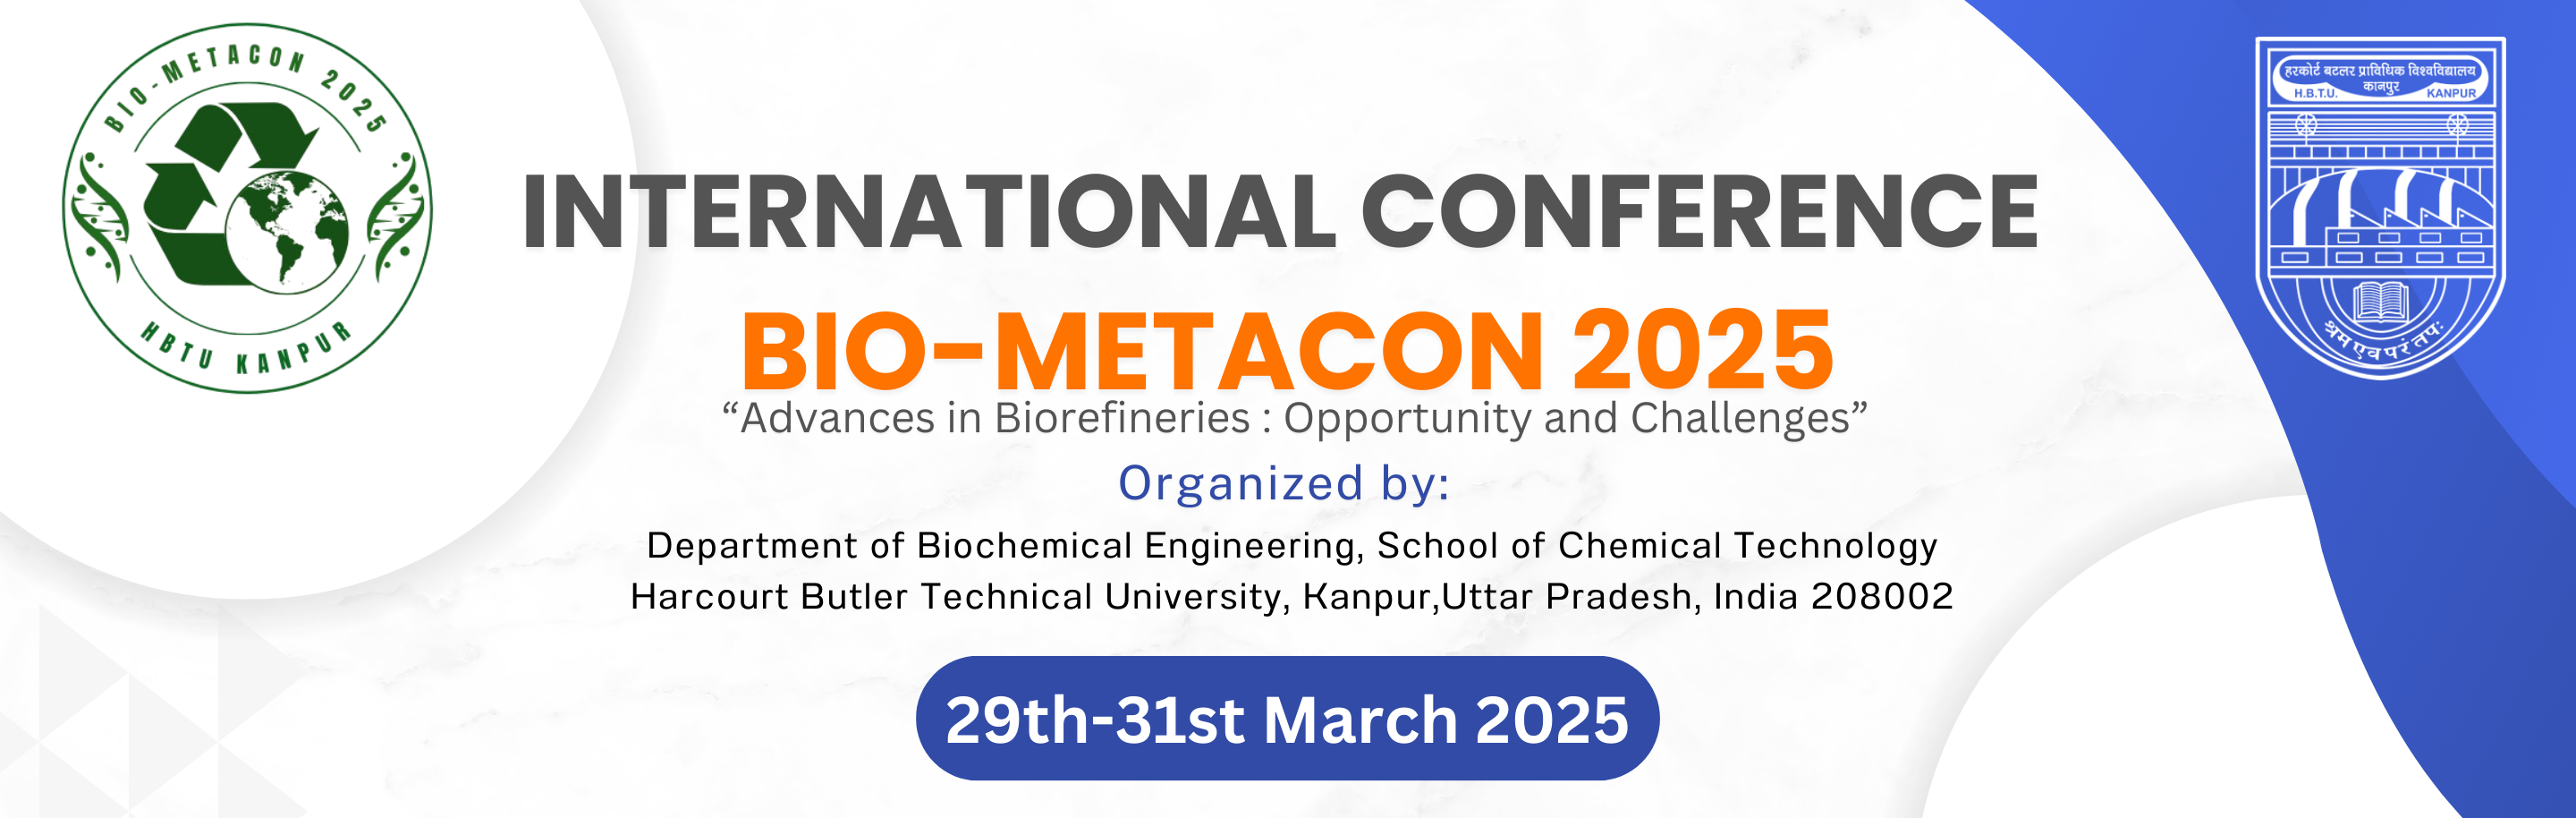 BIO-METACON 2025
HBTU KANPUR
हरकोर्ट बटलर प्राविधिक विश्वविद्यालय
कानपुर
H.B.T.U. KANPUR
श्रम एव परं तपः
INTERNATIONAL CONFERENCE
BIO-METACON 2025
“Advances in Biorefineries : Opportunity and Challenges”
Organized by:
Department of Biochemical Engineering, School of Chemical Technology
Harcourt Butler Technical University, Kanpur,Uttar Pradesh, India 208002
29th-31st March 2025